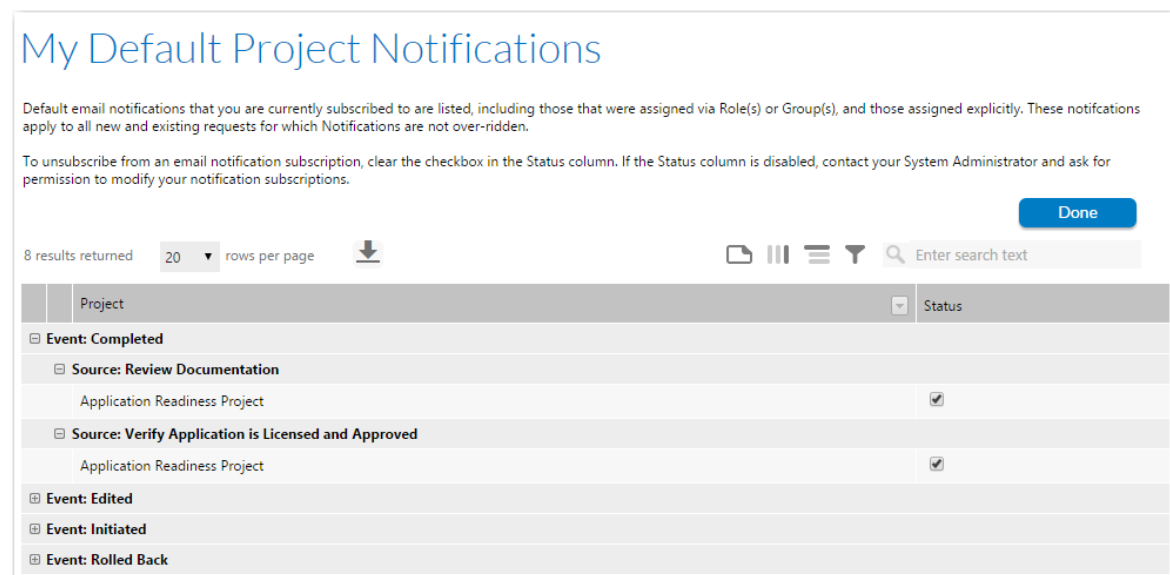 My Default Project Notifications
Default email notifications that you are currently subscribed to are listed, including those that were assigned via Role(s) or Group(s), and those assigned explicitly. These notifcations
apply to all new and existing requests for which Notifications are not over-ridden.
To unsubscribe from an email notification subscription, clear the checkbox in the Status column. If the Status column is disabled, contact your System Administrator and ask for
permission to modify your notification subscriptions.
Done
8 results returned 20 rows per page Enter search text
Project Status
Event: Completed
Source: Review Documentation
Application Readiness Project
Source: Verify Application is Licensed and Approved
Application Readiness Project
Event: Edited
Event: Initiated
Event: Rolled Back